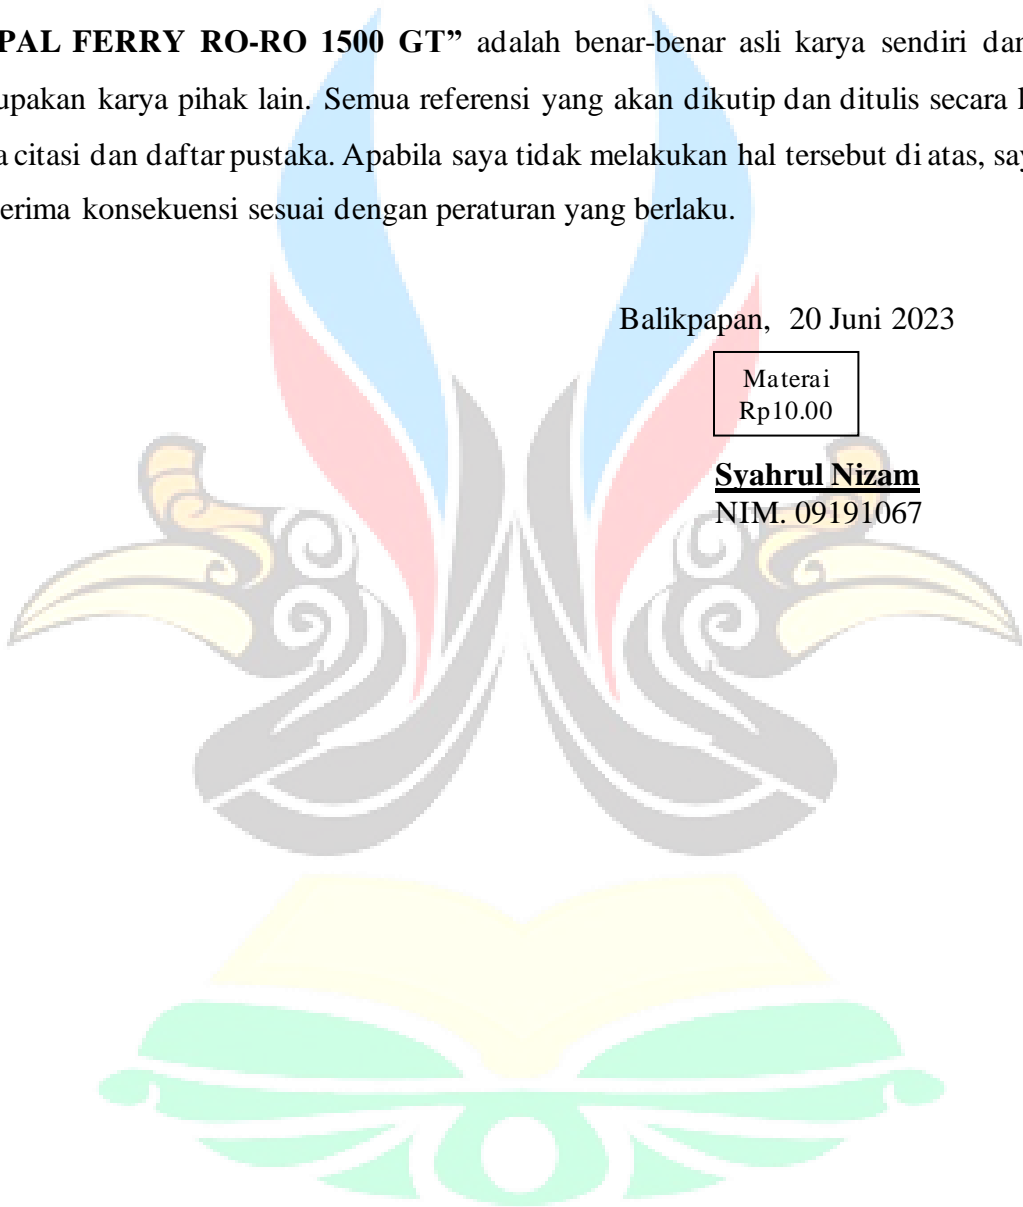 PAL FERRY RO-RO 1500 GT” adalah benar-benar asli karya sendiri dan
upakan karya pihak lain. Semua referensi yang akan dikutip dan ditulis secara
a citasi dan daftar pustaka. Apabila saya tidak melakukan hal tersebut di atas,
erima konsekuensi sesuai dengan peraturan yang berlaku.
Balikpapan, 20 Juni 2023
Materai
Rp10.00
Syahrul Nizam
NIM. 09191067